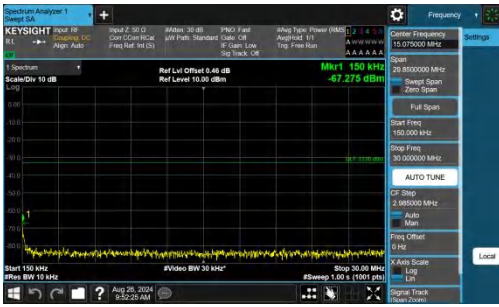 Spectrum Analyzer 1
Swept SA
+
Frequency
KEYSIGHT
Input: RF
Coupling: DC
Align: Auto
Input Z: 50 Ω
Corr CCorr RCal
Freq Ref: Int (S)
#Atten: 30 dB
µW Path: Standard
PNO: Fast
Gate: Off
IF Gain: Low
Sig Track: Off
#Avg Type: Power (RMS)
Avg|Hold: 1/1
Trig: Free Run
1 2 3 4 5 6
A W W W W W
A A A A A A
1 Spectrum
Scale/Div 10 dB
Log
Ref Lvl Offset 0.46 dB
Ref Level 10.00 dBm
Mkr1 150 kHz
-67.275 dBm
0.00
-10.0
-20.0
-30.0
-40.0
-50.0
-60.0
-70.0
-80.0
1
Start 150 kHz
#Res BW 10 kHz
#Video BW 30 kHz*
Stop 30.00 MHz
#Sweep 1.00 s (1001 pts)
Aug 26, 2024
9:52:25 AM
Center Frequency
15.075000 MHz
Settings
Span
29.8500000 MHz
Swept Span
Zero Span
Full Span
Start Freq
150.000 kHz
Stop Freq
30.000000 MHz
AUTO TUNE
CF Step
2.985000 MHz
Auto
Man
Freq Offset
0 Hz
X Axis Scale
Log
Lin
Local
Signal Track
(Span Zoom)